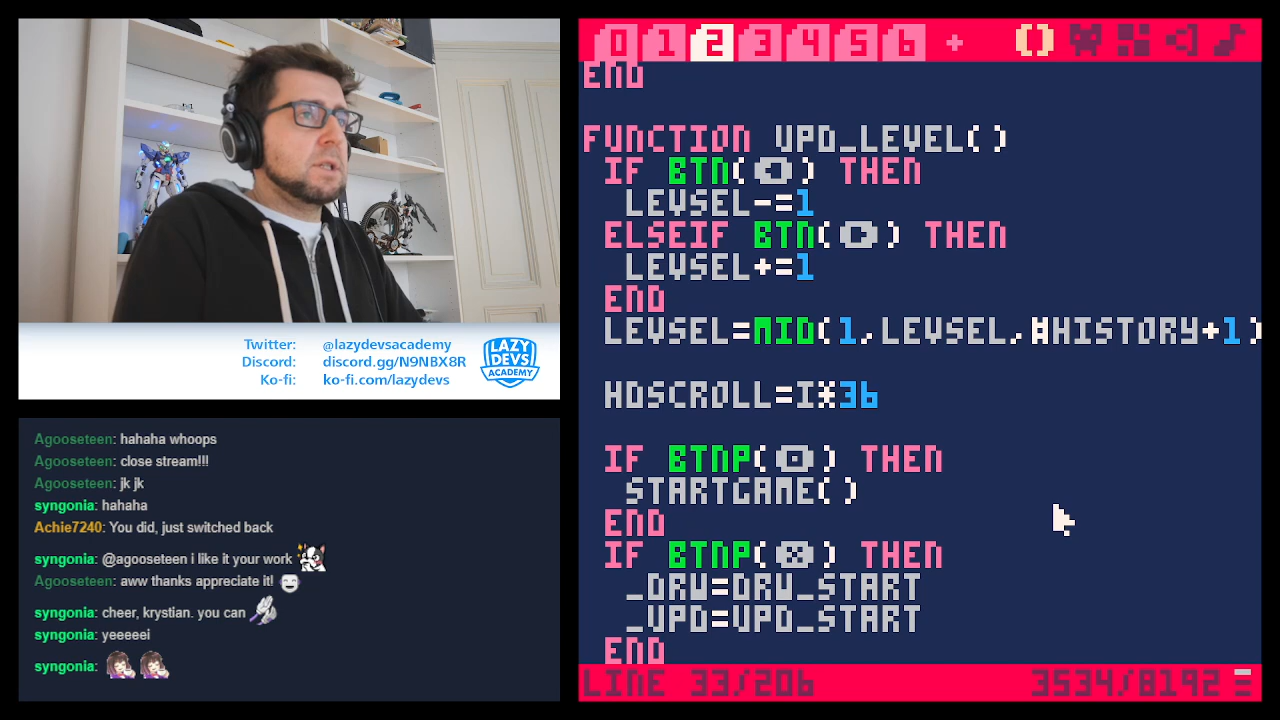 Twitter: @lazydevsacademy
Discord: discord.gg/N9NBX8R
Ko-fi: ko-fi.com/lazydevs
LAZY
DEVS
ACADEMY
Agooseteen: hahaha whoops
Agooseteen: close stream!!!
Agooseteen: jk jk
syngonia: hahaha
Achie7240: You did, just switched back
syngonia: @agooseteen i like it your work
Agooseteen: aww thanks appreciate it!
syngonia: cheer, krystian. you can
syngonia: yeeeeei
syngonia:
0 1 2 3 4 5 6 + ()
END
FUNCTION UPD_LEVEL()
IF BTN(⬅️) THEN
LEVSEL-=1
ELSEIF BTN(➡️) THEN
LEVSEL+=1
END
LEVSEL=MID(1,LEVSEL,#HISTORY+1)
HDSCROLL=I*36
IF BTNP(🅾️) THEN
STARTGAME()
END
IF BTNP(❎) THEN
_DRW=DRW_START
_UPD=UPD_START
END
LINE 33/206 3534/8192